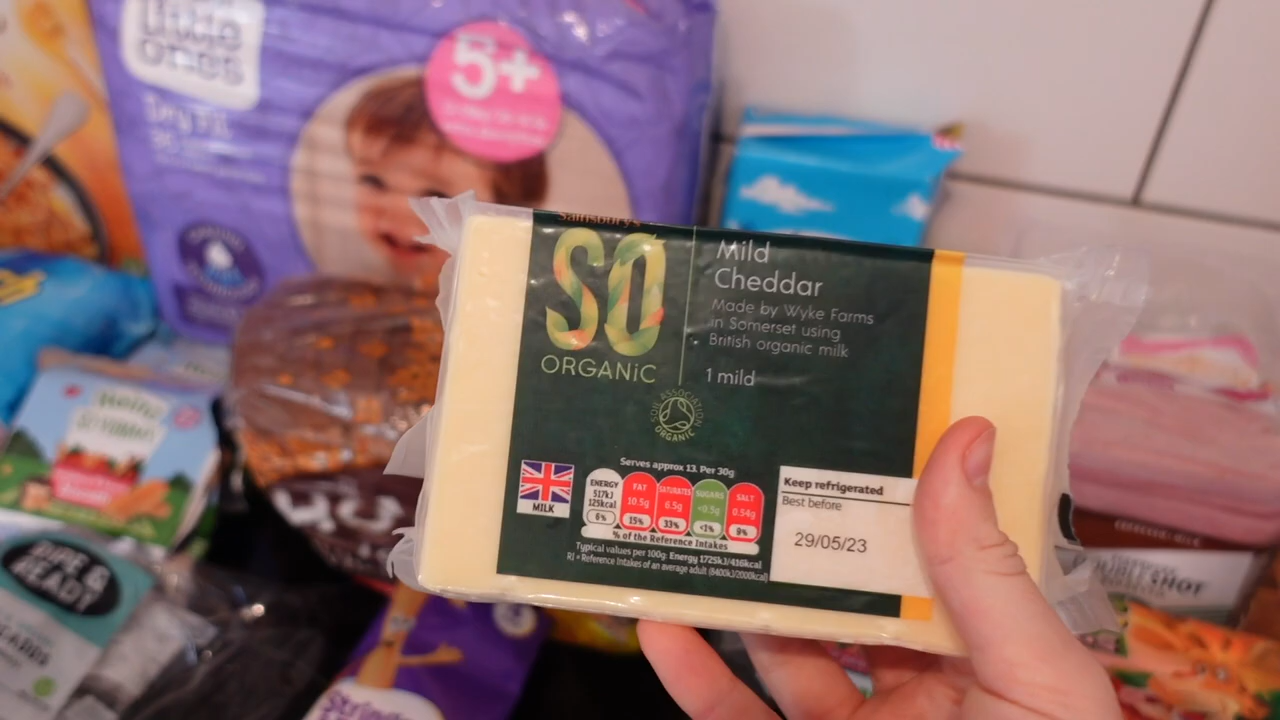 little
ones
5+
Dry Fit
Sainsbury's
SO
ORGANiC
Mild
Cheddar
Made by Wyke Farms
in Somerset using
British organic milk
1 mild
SOIL ASSOCIATION
ORGANIC
MILK
Serves approx 13. Per 30g
ENERGY
517kJ
125kcal
6%
FAT
10.5g
15%
SATURATES
6.5g
33%
SUGARS
<0.5g
<1%
SALT
0.54g
9%
% of the Reference Intakes
Typical values per 100g: Energy 1725kJ/416kcal
RI = Reference Intakes of an average adult (8400kJ/2000kcal)
Keep refrigerated
Best before
29/05/23
Heinz
RIPE &
READY